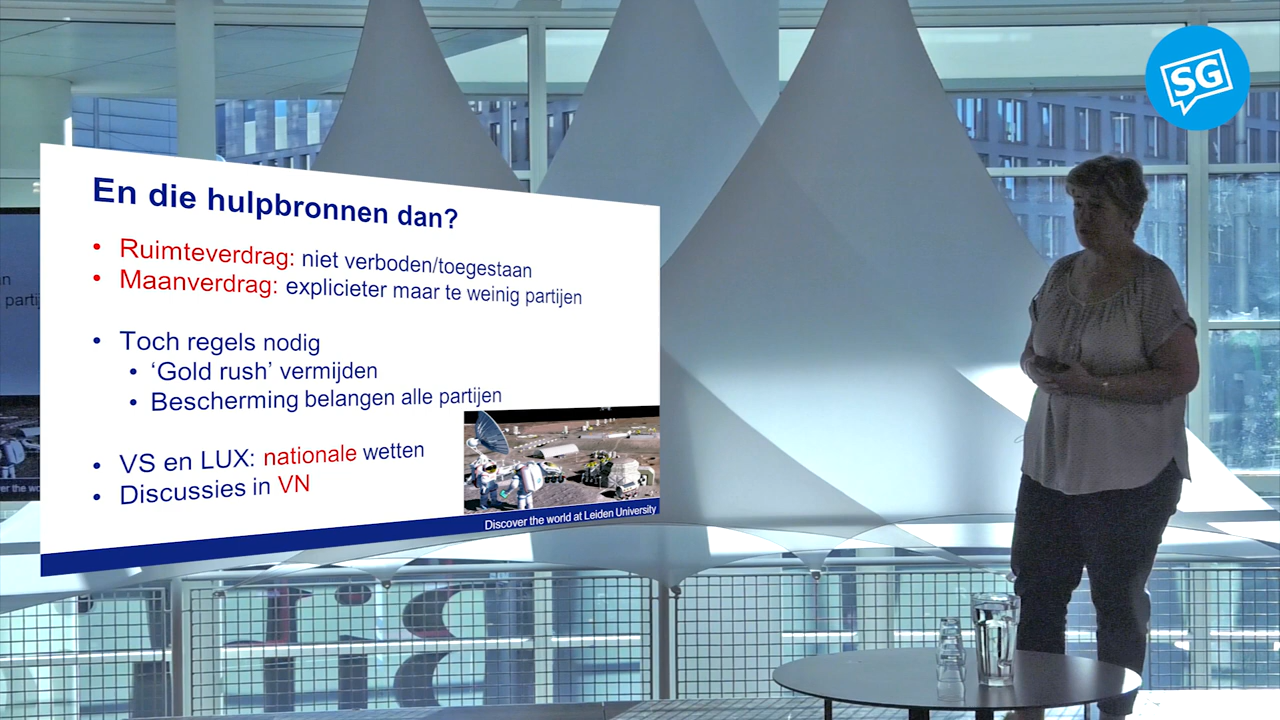 SG
En die hulpbronnen dan?
• Ruimteverdrag: niet verboden/toegestaan
• Maanverdrag: explicieter maar te weinig partijen
• Toch regels nodig
• ‘Gold rush’ vermijden
• Bescherming belangen alle partijen
• VS en LUX: nationale wetten
• Discussies in VN
Discover the world at Leiden University
partij